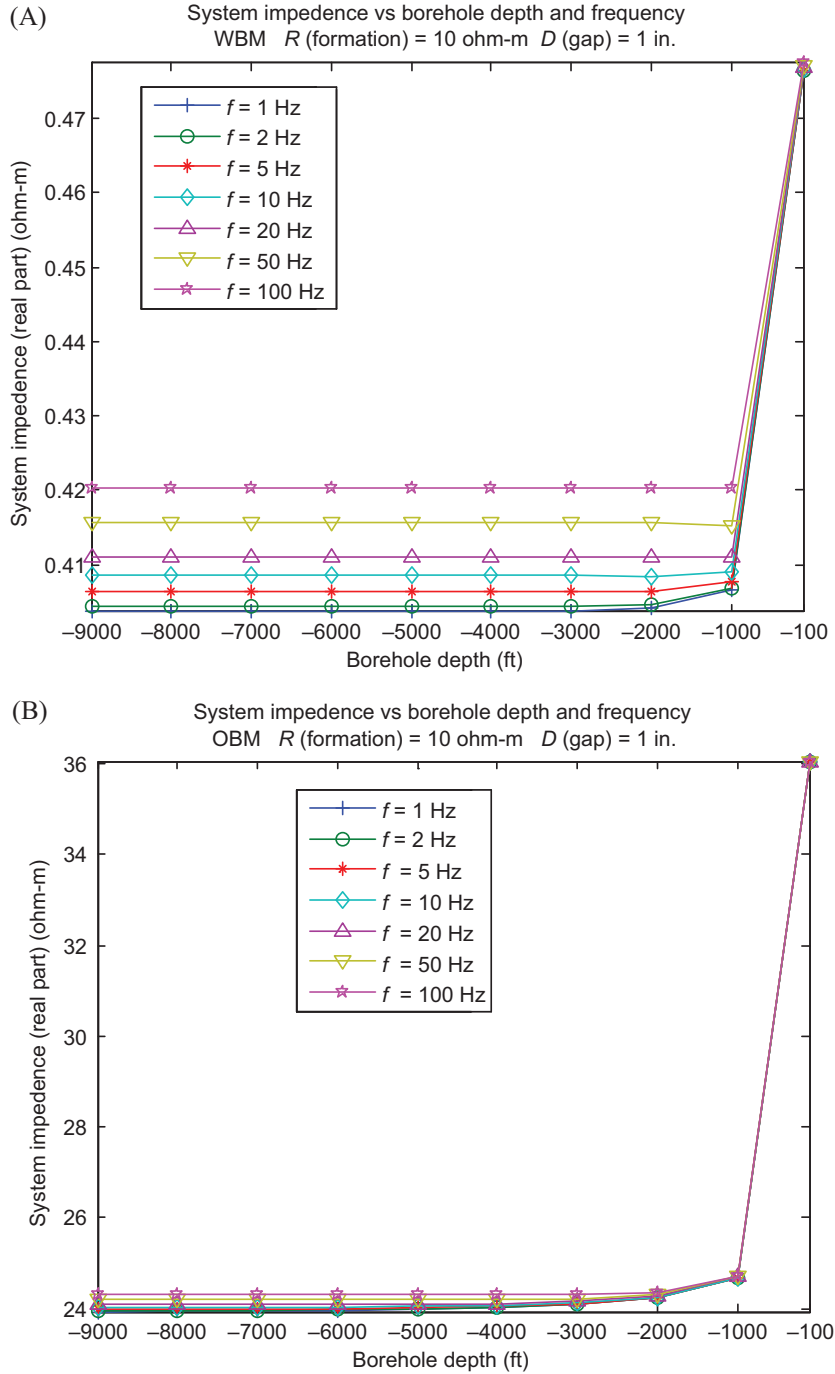 (A)
System impedence vs borehole depth and frequency
WBM R (formation) = 10 ohm-m D (gap) = 1 in.
f = 1 Hz
f = 2 Hz
f = 5 Hz
f = 10 Hz
f = 20 Hz
f = 50 Hz
f = 100 Hz
0.47
0.46
0.45
0.44
0.43
0.42
0.41
System impedence (real part) (ohm-m)
–9000 –8000 –7000 –6000 –5000 –4000 –3000 –2000 –1000 –100
Borehole depth (ft)
(B)
System impedence vs borehole depth and frequency
OBM R (formation) = 10 ohm-m D (gap) = 1 in.
f = 1 Hz
f = 2 Hz
f = 5 Hz
f = 10 Hz
f = 20 Hz
f = 50 Hz
f = 100 Hz
36
34
32
30
28
26
24
System impedence (real part) (ohm-m)
–9000 –8000 –7000 –6000 –5000 –4000 –3000 –2000 –1000 –100
Borehole depth (ft)